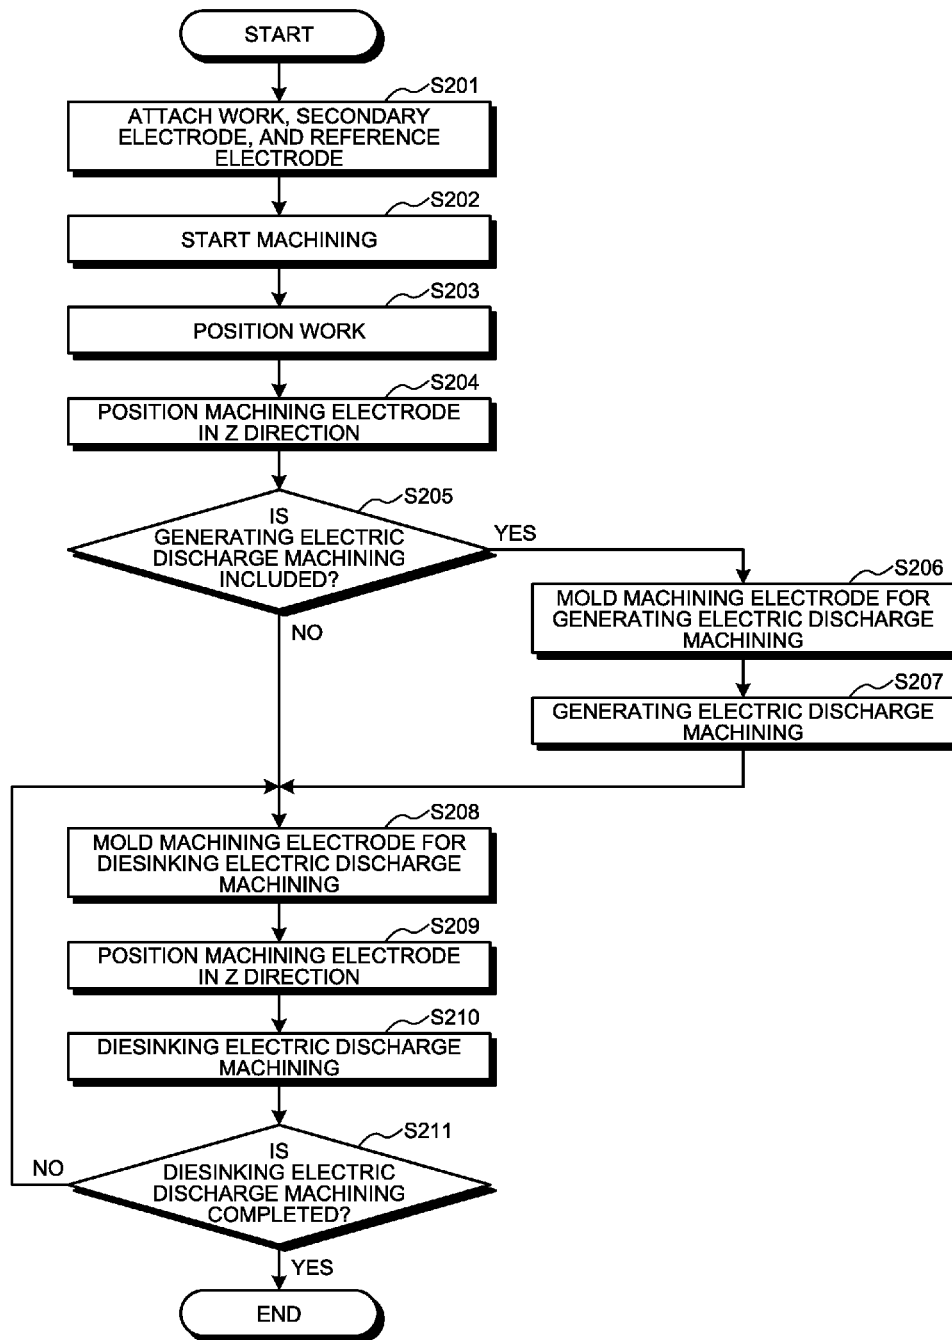 START
S201
ATTACH WORK, SECONDARY
ELECTRODE, AND REFERENCE
ELECTRODE
S202
START MACHINING
S203
POSITION WORK
S204
POSITION MACHINING ELECTRODE
IN Z DIRECTION
S205
IS
GENERATING ELECTRIC
DISCHARGE MACHINING
INCLUDED?
YES
NO
S206
MOLD MACHINING ELECTRODE FOR
GENERATING ELECTRIC DISCHARGE
MACHINING
S207
GENERATING ELECTRIC DISCHARGE
MACHINING
S208
MOLD MACHINING ELECTRODE FOR
DIESINKING ELECTRIC DISCHARGE
MACHINING
S209
POSITION MACHINING ELECTRODE
IN Z DIRECTION
S210
DIESINKING ELECTRIC DISCHARGE
MACHINING
S211
IS
DIESINKING ELECTRIC
DISCHARGE MACHINING
COMPLETED?
NO
YES
END